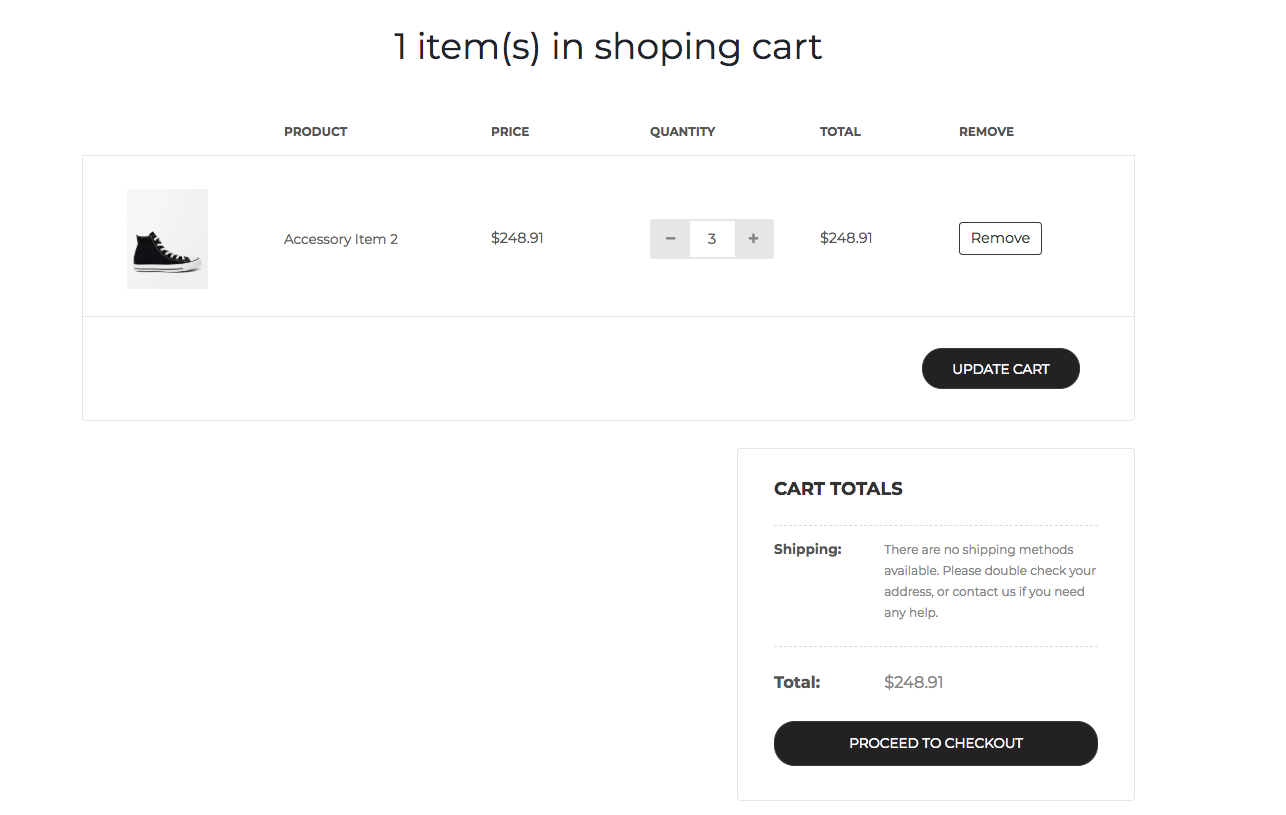 1 item(s) in shoping cart
PRODUCT PRICE QUANTITY TOTAL REMOVE
Accessory Item 2 $248.91 − 3 + $248.91 Remove
UPDATE CART
CART TOTALS
Shipping: There are no shipping methods
available. Please double check your
address, or contact us if you need
any help.
Total: $248.91
PROCEED TO CHECKOUT